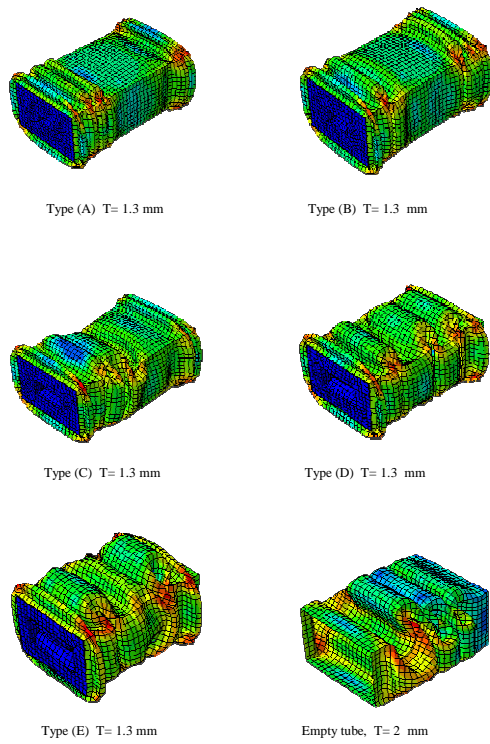 Type (A) T= 1.3 mm
Type (B) T= 1.3 mm
Type (C) T= 1.3 mm
Type (D) T= 1.3 mm
Type (E) T= 1.3 mm
Empty tube, T= 2 mm